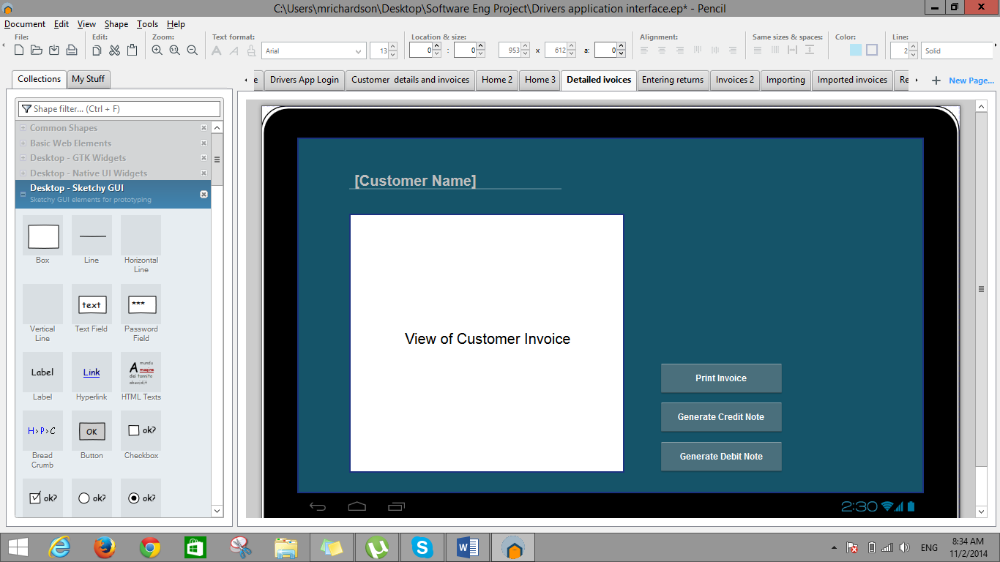 C:\Users\mrichardson\Desktop\Software Eng Project\Drivers application interface.ep* - Pencil
Document Edit View Shape Tools Help
File: Edit: Zoom: Text format: Location & size: Alignment: Same sizes & spaces: Color: Line:
Arial 13 0 : 0 953 x 612 a: 0 2 Solid
Collections My Stuff
e Drivers App Login Customer details and invoices Home 2 Home 3 Detailed ivoices Entering returns Invoices 2 Importing Imported invoices Re New Page...
Shape filter... (Ctrl + F)
Common Shapes
Basic Web Elements
Desktop - GTK Widgets
Desktop - Native UI Widgets
Desktop - Sketchy GUI
Sketchy GUI elements for prototyping
Box Line Horizontal
Line
text ***
Vertical Text Field Password
Line Field
Label Link A mundu
magine
dei tannito
abucidit
Label Hyperlink HTML Texts
H>P>C OK ok?
Bread Button Checkbox
Crumb
ok? ok? ok?
[Customer Name]
View of Customer Invoice
Print Invoice
Generate Credit Note
Generate Debit Note
2:30
ENG 8:34 AM
11/2/2014